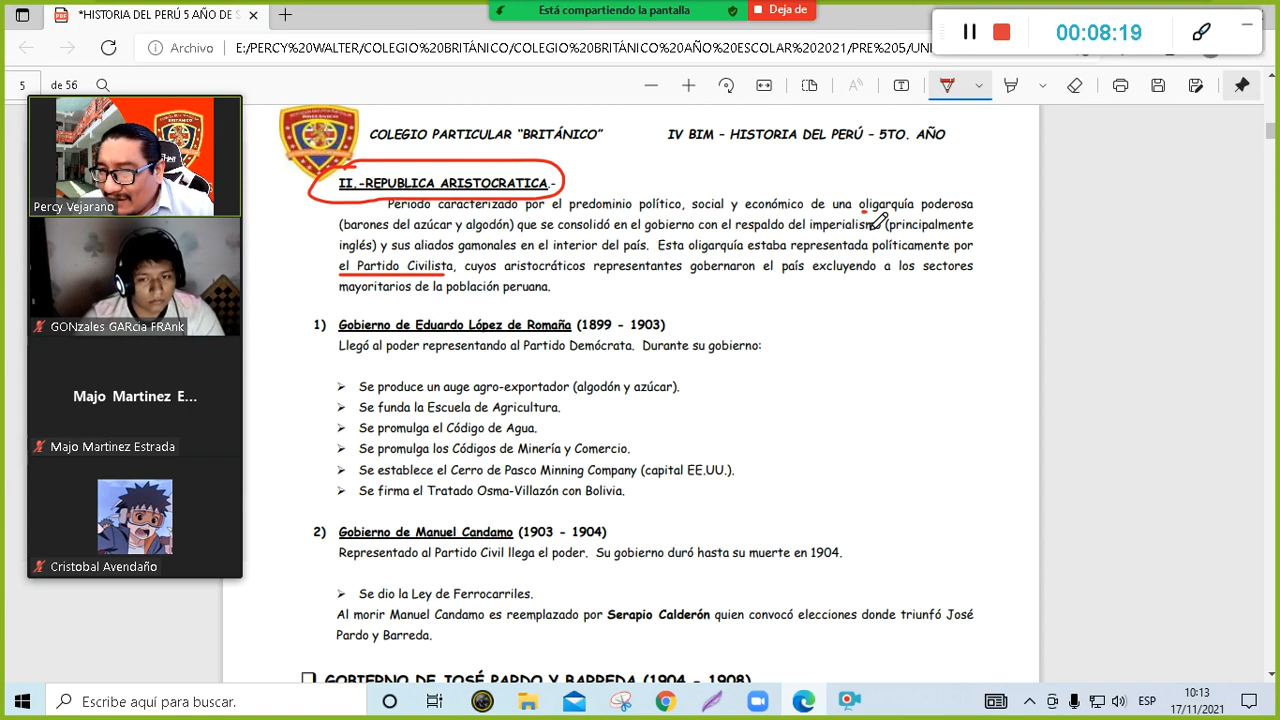 *HISTORIA DEL PERÚ 5 AÑO DE S
Está compartiendo la pantalla
Deja de
00:08:19
Archivo
E:/PERCY%20WALTER/COLEGIO%20BRITÁNICO/COLEGIO%20BRITÁNICO%20AÑO%20ESCOLAR%202021/PRE%205/UN
5 de 56
COLEGIO PARTICULAR “BRITÁNICO” IV BIM – HISTORIA DEL PERÚ – 5TO. AÑO
II.-REPUBLICA ARISTOCRATICA.-
Periodo caracterizado por el predominio político, social y económico de una oligarquía poderosa
(barones del azúcar y algodón) que se consolidó en el gobierno con el respaldo del imperialismo (principalmente
inglés) y sus aliados gamonales en el interior del país. Esta oligarquía estaba representada políticamente por
el Partido Civilista, cuyos aristocráticos representantes gobernaron el país excluyendo a los sectores
mayoritarios de la población peruana.
1) Gobierno de Eduardo López de Romaña (1899 - 1903)
Llegó al poder representando al Partido Demócrata. Durante su gobierno:
➢ Se produce un auge agro-exportador (algodón y azúcar).
➢ Se funda la Escuela de Agricultura.
➢ Se promulga el Código de Agua.
➢ Se promulga los Códigos de Minería y Comercio.
➢ Se establece el Cerro de Pasco Minning Company (capital EE.UU.).
➢ Se firma el Tratado Osma-Villazón con Bolivia.
2) Gobierno de Manuel Candamo (1903 - 1904)
Representado al Partido Civil llega el poder. Su gobierno duró hasta su muerte en 1904.
➢ Se dio la Ley de Ferrocarriles.
Al morir Manuel Candamo es reemplazado por Serapio Calderón quien convocó elecciones donde triunfó José
Pardo y Barreda.
GOBIERNO DE JOSÉ PARDO Y BARREDA (1904 - 1908)
Percy Vejarano
GONzales GARcia FRAnk
Majo Martinez E...
Majo Martinez Estrada
Cristobal Avendaño
Escribe aquí para buscar.
ESP
10:13
17/11/2021